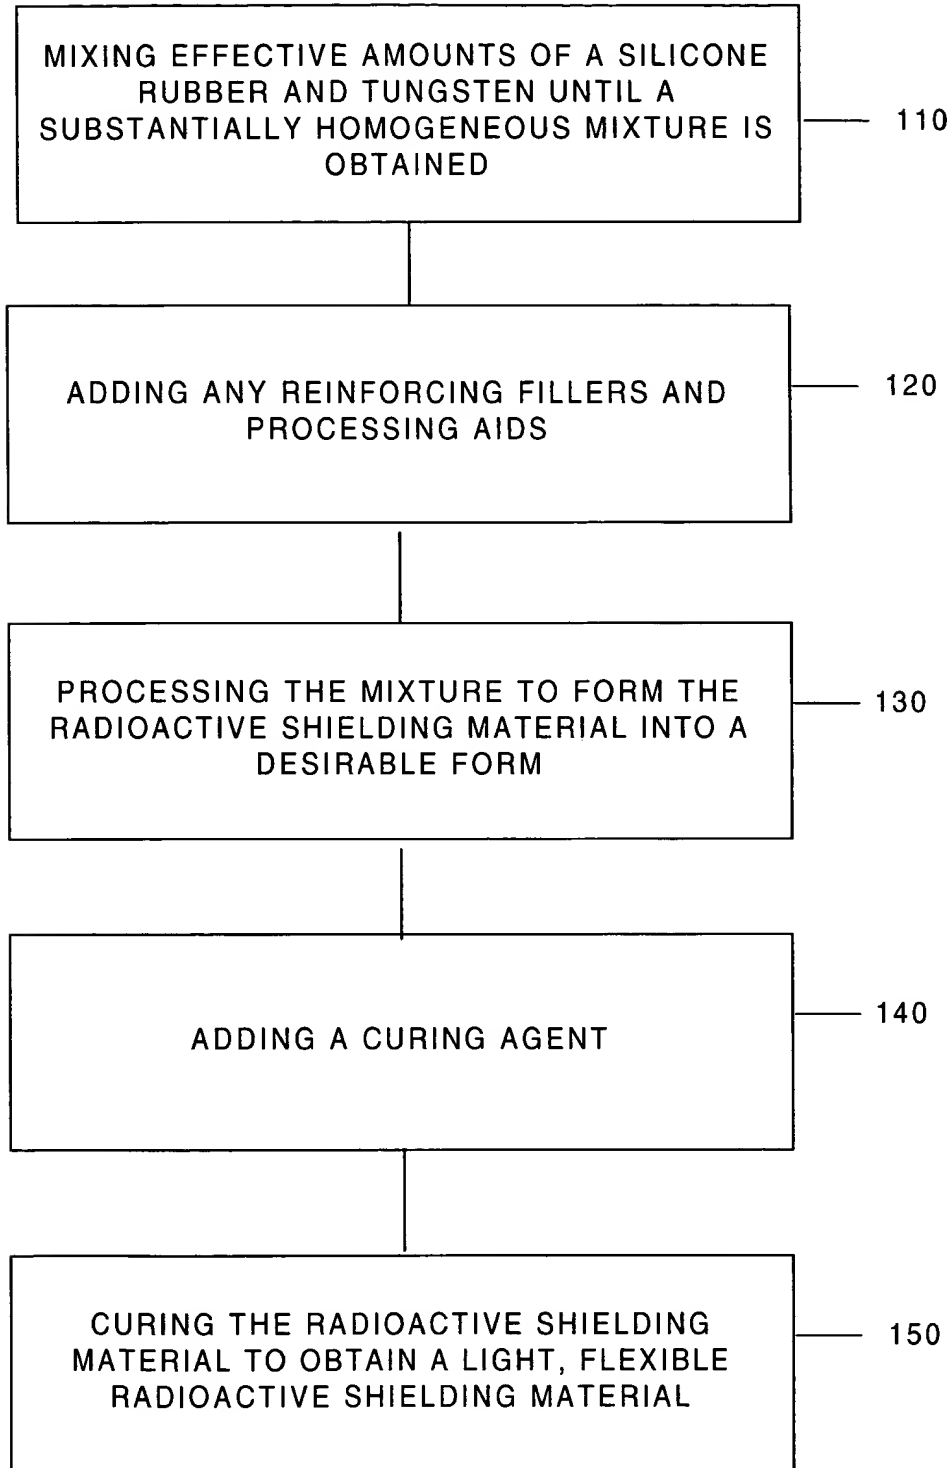 MIXING EFFECTIVE AMOUNTS OF A SILICONE
RUBBER AND TUNGSTEN UNTIL A
SUBSTANTIALLY HOMOGENEOUS MIXTURE IS
OBTAINED
110
ADDING ANY REINFORCING FILLERS AND
PROCESSING AIDS
120
PROCESSING THE MIXTURE TO FORM THE
RADIOACTIVE SHIELDING MATERIAL INTO A
DESIRABLE FORM
130
ADDING A CURING AGENT
140
CURING THE RADIOACTIVE SHIELDING
MATERIAL TO OBTAIN A LIGHT, FLEXIBLE
RADIOACTIVE SHIELDING MATERIAL
150